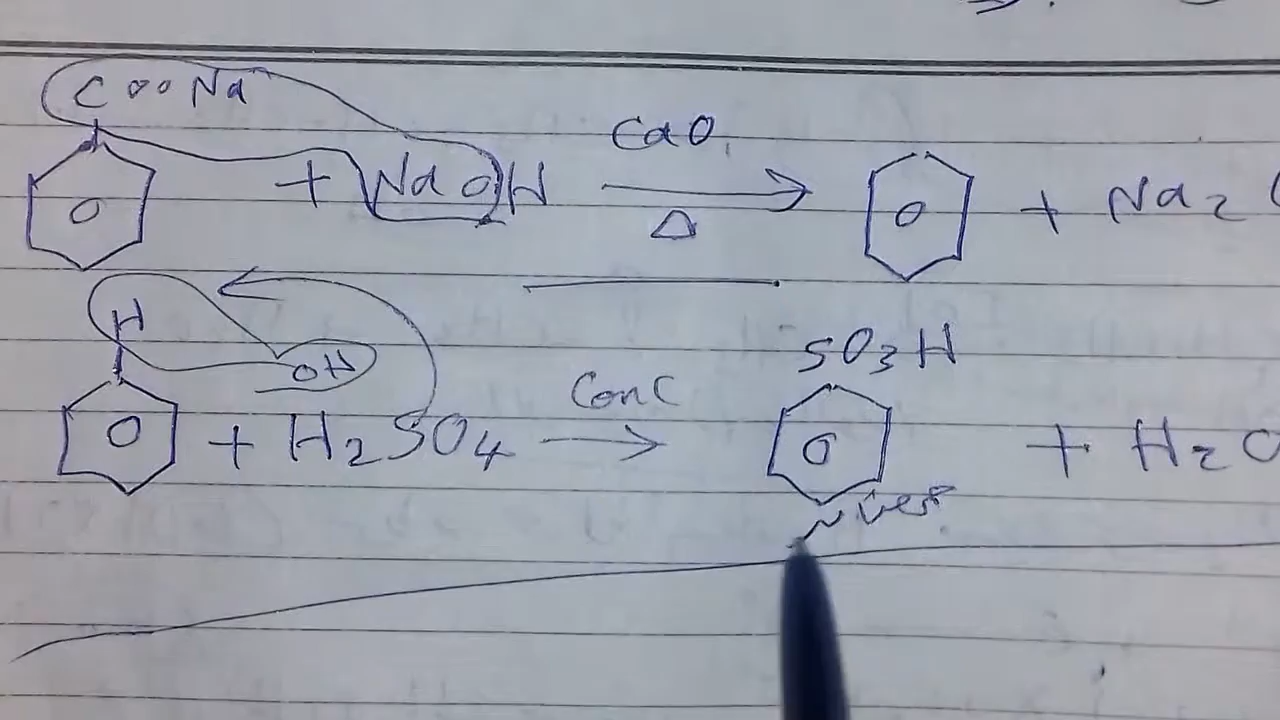 COONa
+ NaOH CaO Δ + Na2
H OH SO3H
+ H2SO4 Conc + H2O